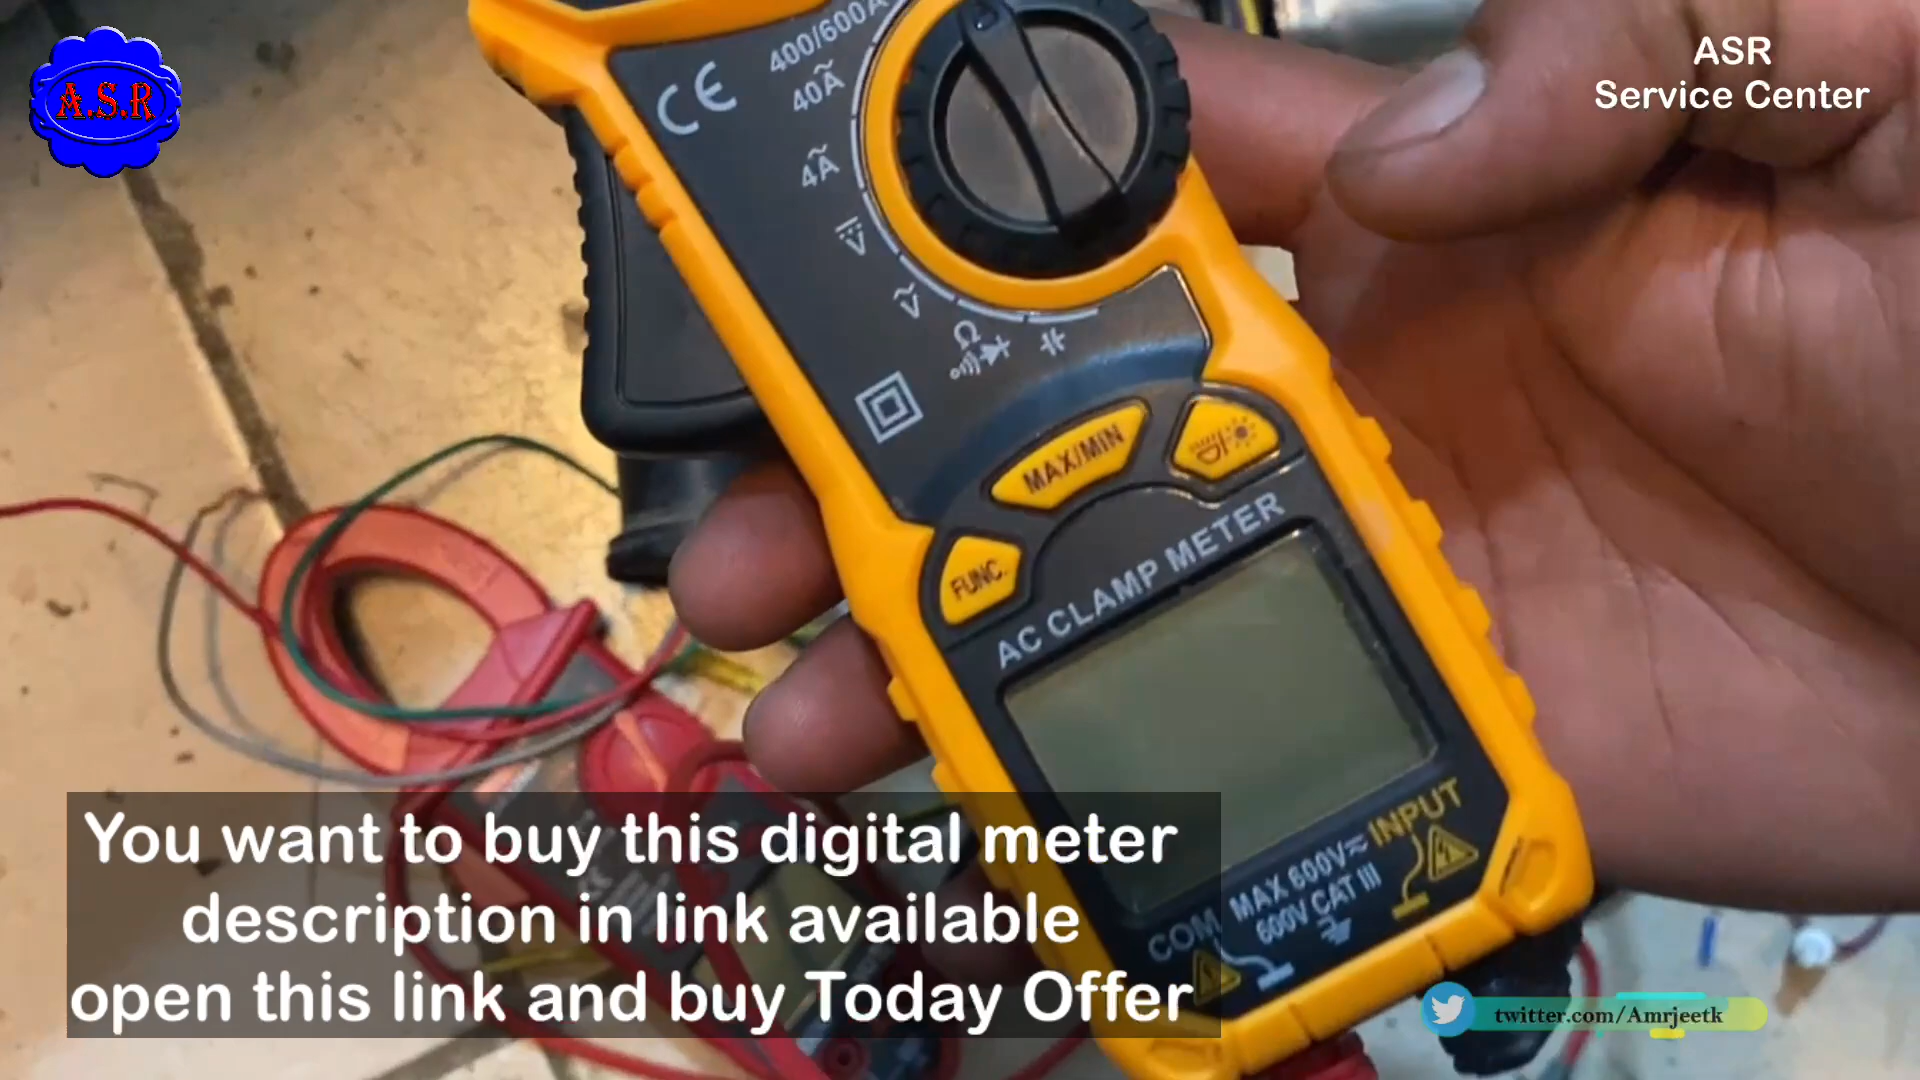 A.S.R
ASR
Service Center
400/600A
40A
4A
V
V
Ω
CE
MAX/MIN
FUNC.
AC CLAMP METER
INPUT
MAX 600V
600V CAT III
COM
You want to buy this digital meter
description in link available
open this link and buy Today Offer
twitter.com/Amrjeetk